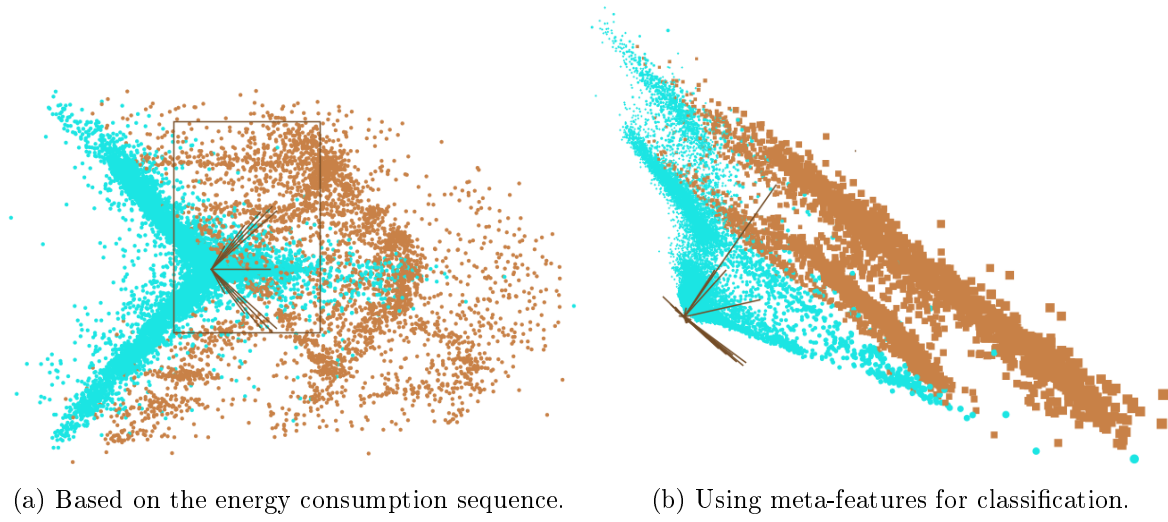 (a) Based on the energy consumption sequence.
(b) Using meta-features for classification.